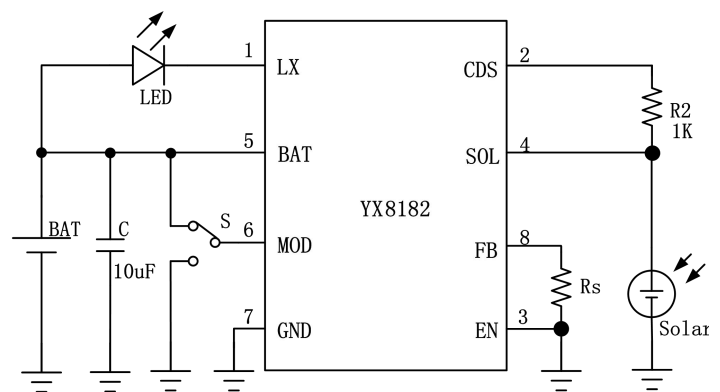 1
LX
LED
2
CDS
R2
1K
5
BAT
4
SOL
YX8182
BAT
C
10uF
S
6
MOD
8
FB
Rs
7
GND
3
EN
Solar